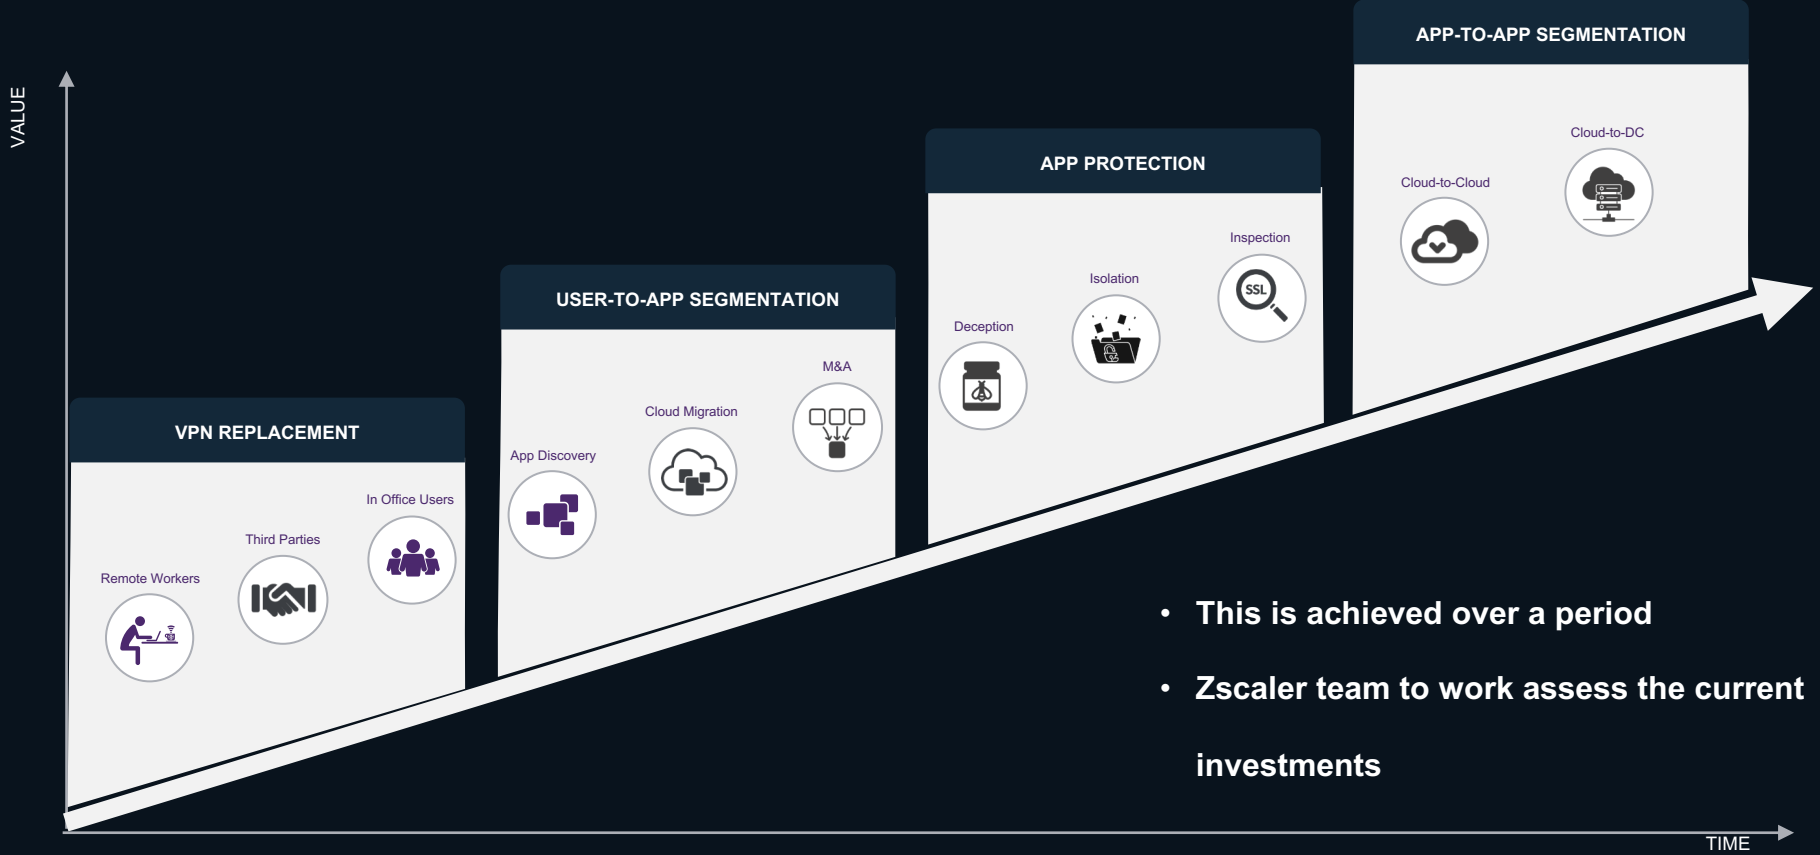 VALUE
VPN REPLACEMENT
Remote Workers
Third Parties
In Office Users
USER-TO-APP SEGMENTATION
App Discovery
Cloud Migration
M&A
APP PROTECTION
Deception
Isolation
Inspection
SSL
APP-TO-APP SEGMENTATION
Cloud-to-Cloud
Cloud-to-DC
• This is achieved over a period
• Zscaler team to work assess the current
investments
TIME